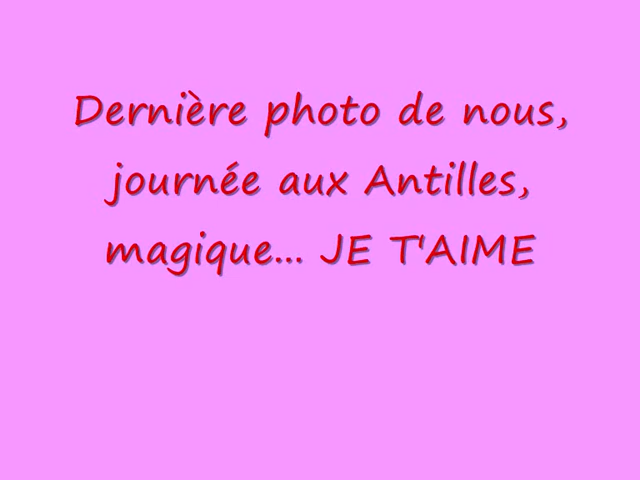 Dernière photo de nous,
journée aux Antilles,
magique... JE T'AIME